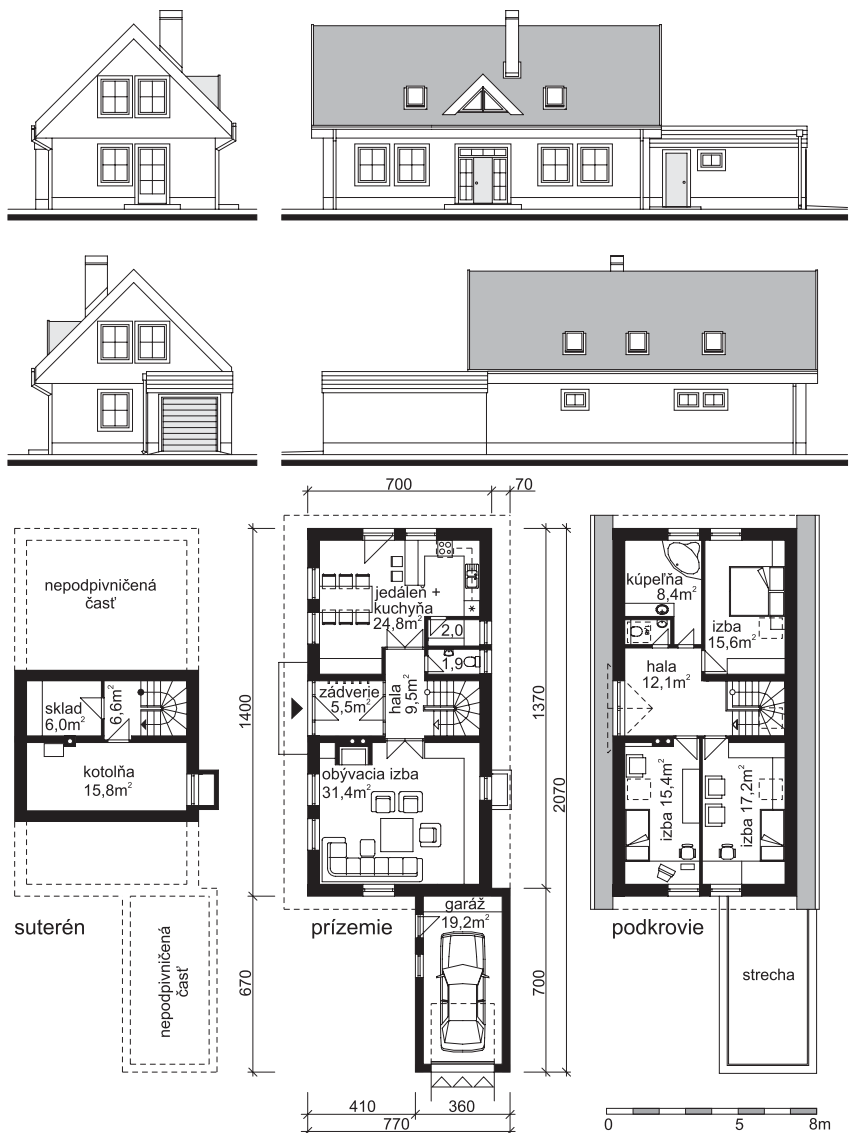 700
70
1400
670
1370
700
2070
410
360
770
nepodpivničená
časť
sklad
6,0m²
6,6m²
kotolňa
15,8m²
suterén
nepodpivničená
časť
jedáleň +
kuchyňa
24,8m²
2,0
1,9
zádverie
5,5m²
hala
9,5m²
obývacia izba
31,4m²
prízemie
garáž
19,2m²
kúpeľňa
8,4m²
izba
15,6m²
hala
12,1m²
izba 15,4m²
izba 17,2m²
podkrovie
strecha
0
5
8m